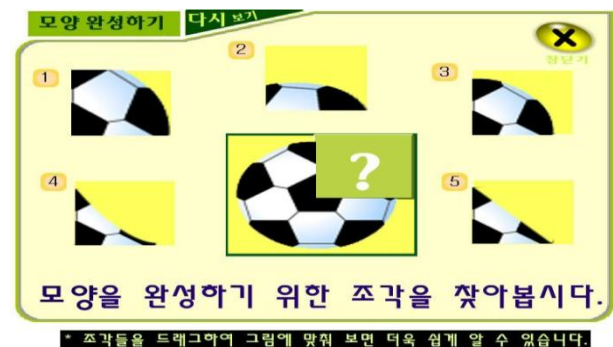 모양 완성하기 다시 보기
창닫기
2
1
3
?
4
5
모양을 완성하기 위한 조각을 찾아봅시다.
* 조각들을 드래그하여 그림에 맞춰 보면 더욱 쉽게 알 수 있습니다.